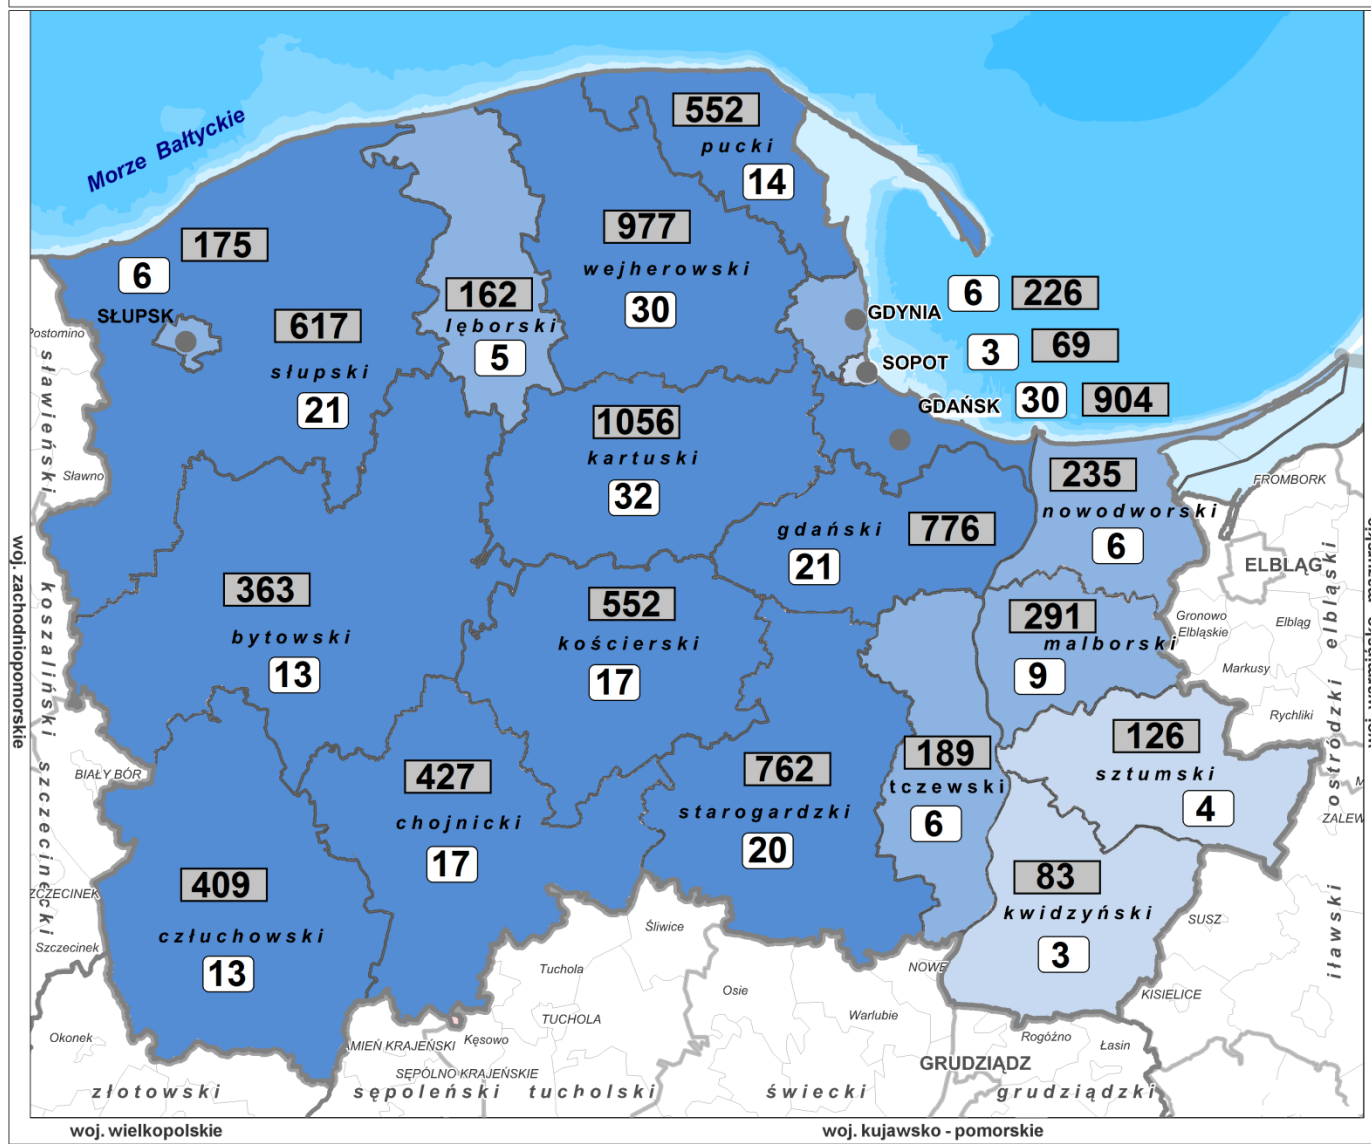 Morze Bałtyckie
552
pucki
14
977
wejherowski
30
175
6
SŁUPSK
617
słupski
21
162
lęborski
5
6
226
GDYNIA
3
69
SOPOT
30
904
GDAŃSK
1056
kartuski
32
235
nowodworski
6
gdański
776
21
363
bytowski
13
552
kościerski
17
291
malborski
9
126
sztumski
4
189
tczewski
6
762
starogardzki
20
427
chojnicki
17
409
człuchowski
13
83
kwidzyński
3
Postomino
sławieński
Sławno
koszaliński
woj. zachodniopomorskie
BIAŁY BÓR
szczecinecki
ZCZECINEK
Szczecinek
Okonek
złotowski
AMIEŃ KRAJEŃSKI
Kęsowo
SĘPÓLNO KRAJEŃSKIE
sępoleński
Tuchola
TUCHOLA
tucholski
Śliwice
Osie
Warlubie
świecki
NOWE
GRUDZIĄDZ
Rogóźno
Łasin
grudziądzki
KISIELICE
SUSZ
iławski
ZALEW
M
ostródzki
Rychliki
Markusy
Gronowo
Elbląskie
Elbląg
ELBLĄG
elbląski
FROMBORK
woj. wielkopolskie
woj. kujawsko - pomorskie